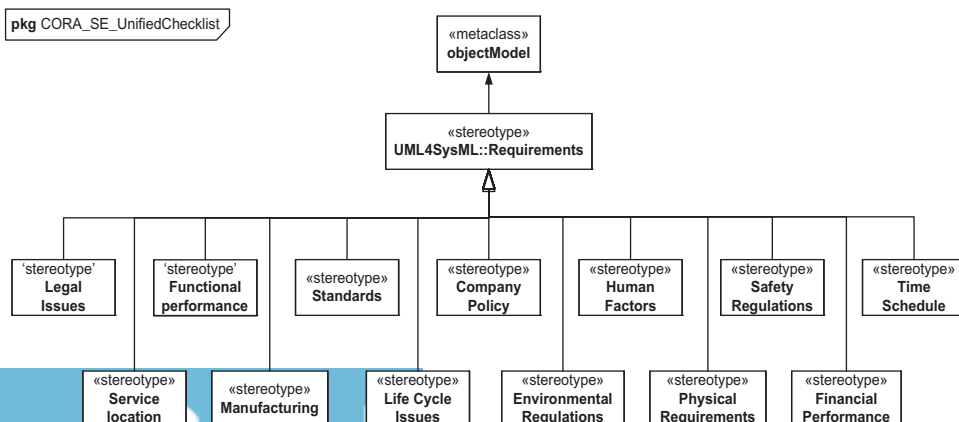 pkg CORA_SE_UnifiedChecklist
«metaclass»
objectModel
«stereotype»
UML4SysML::Requirements
'stereotype'
Legal
Issues
'stereotype'
Functional
performance
«stereotype»
Standards
«stereotype»
Company
Policy
«stereotype»
Human
Factors
«stereotype»
Safety
Regulations
«stereotype»
Time
Schedule
«stereotype»
Service
location
«stereotype»
Manufacturing
«stereotype»
Life Cycle
Issues
«stereotype»
Environmental
Regulations
«stereotype»
Physical
Requirements
«stereotype»
Financial
Performance